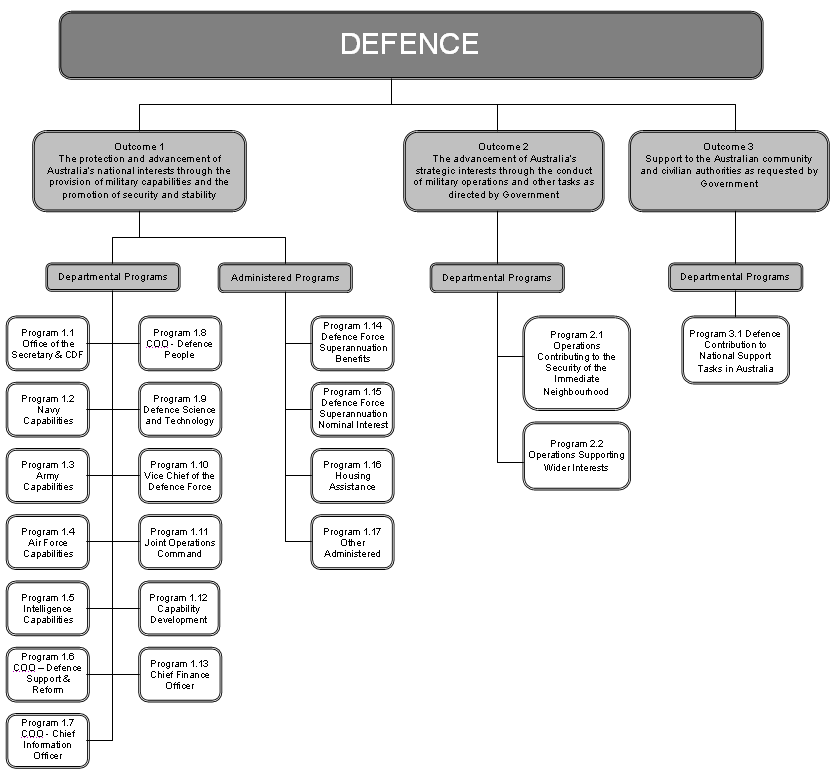 DEFENCE
Outcome 1
The protection and advancement of
Australia's national interests through the
provision of military capabilities and the
promotion of security and stability
Outcome 2
The advancement of Australia's
strategic interests through the conduct
of military operations and other tasks as
directed by Government
Outcome 3
Support to the Australian community
and civilian authorities as requested by
Government
Departmental Programs
Administered Programs
Departmental Programs
Departmental Programs
Program 1.1
Office of the
Secretary & CDF
Program 1.2
Navy
Capabilities
Program 1.3
Army
Capabilities
Program 1.4
Air Force
Capabilities
Program 1.5
Intelligence
Capabilities
Program 1.6
COO – Defence
Support &
Reform
Program 1.7
COO - Chief
Information
Officer
Program 1.8
COO - Defence
People
Program 1.9
Defence Science
and Technology
Program 1.10
Vice Chief of the
Defence Force
Program 1.11
Joint Operations
Command
Program 1.12
Capability
Development
Program 1.13
Chief Finance
Officer
Program 1.14
Defence Force
Superannuation
Benefits
Program 1.15
Defence Force
Superannuation
Nominal Interest
Program 1.16
Housing
Assistance
Program 1.17
Other
Administered
Program 2.1
Operations
Contributing to the
Security of the
Immediate
Neighbourhood
Program 2.2
Operations Supporting
Wider Interests
Program 3.1 Defence
Contribution to
National Support
Tasks in Australia